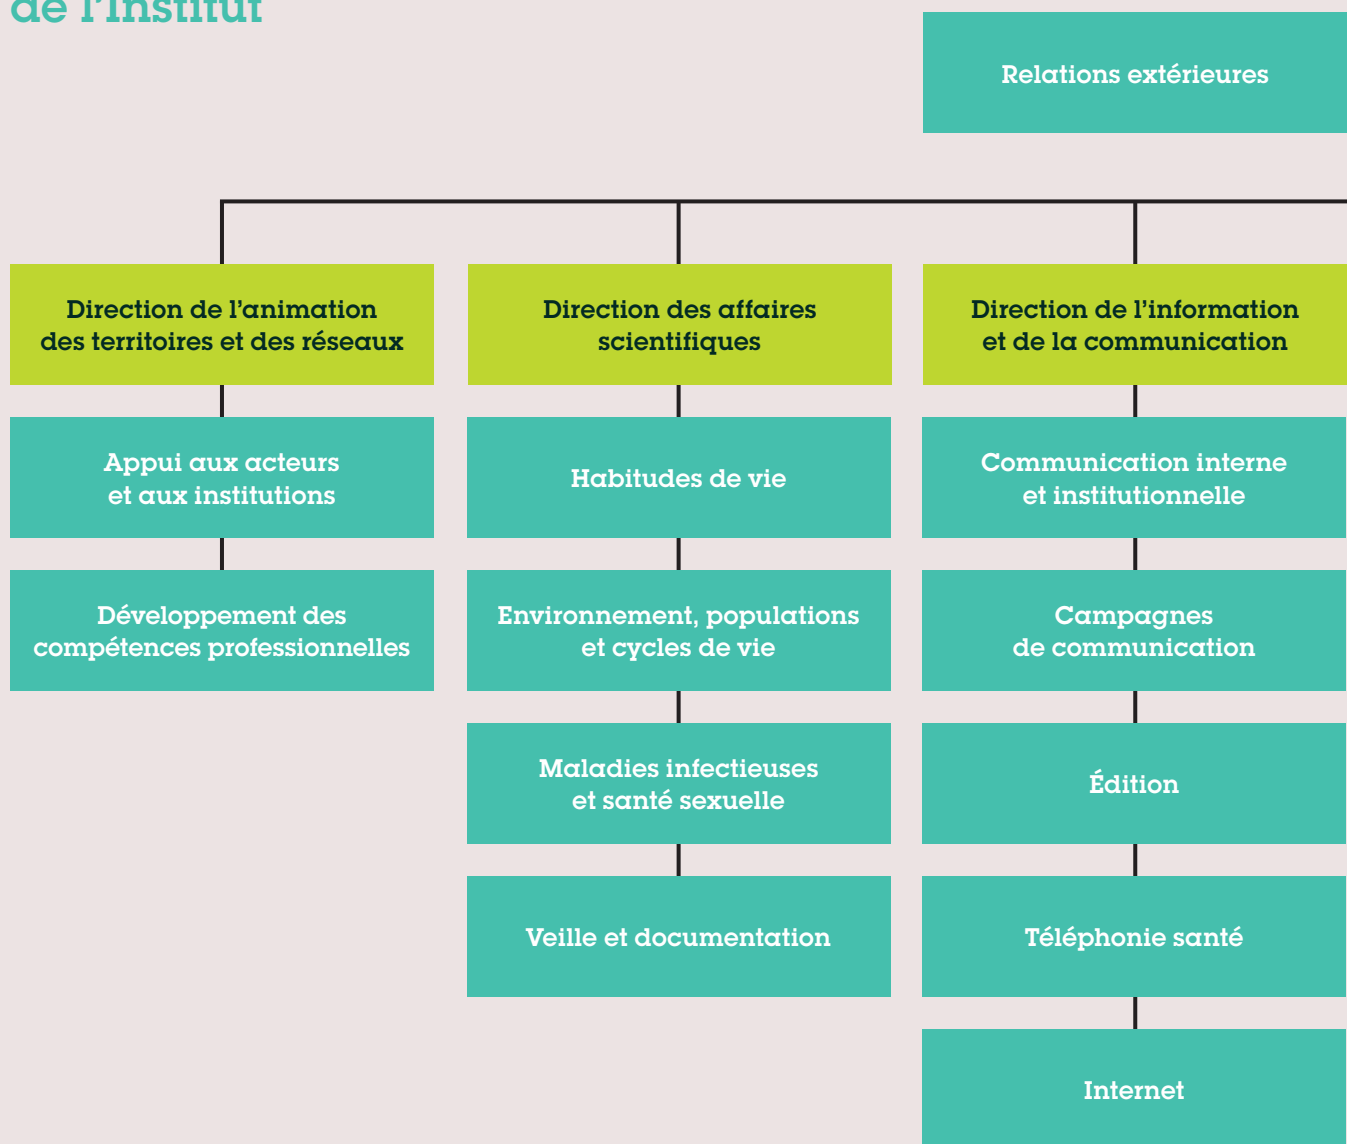 de l'Institut
Relations extérieures
Direction de l'animation
des territoires et des réseaux
Appui aux acteurs
et aux institutions
Développement des
compétences professionnelles
Direction des affaires
scientifiques
Habitudes de vie
Environnement, populations
et cycles de vie
Maladies infectieuses
et santé sexuelle
Veille et documentation
Direction de l'information
et de la communication
Communication interne
et institutionnelle
Campagnes
de communication
Édition
Téléphonie santé
Internet